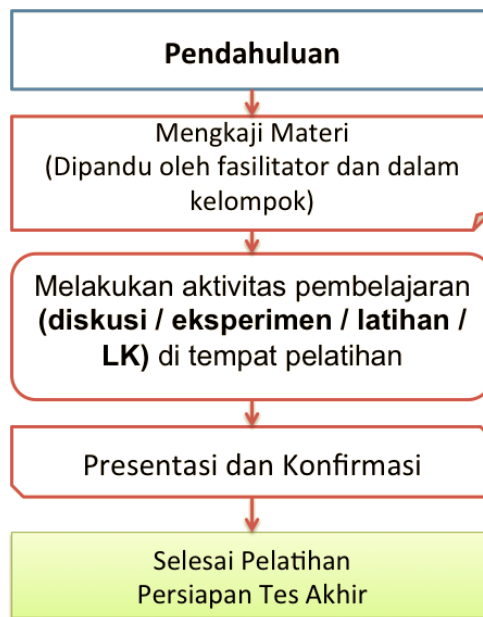 Pendahuluan
Mengkaji Materi
(Dipandu oleh fasilitator dan dalam
kelompok)
Melakukan aktivitas pembelajaran
(diskusi / eksperimen / latihan /
LK) di tempat pelatihan
Presentasi dan Konfirmasi
Selesai Pelatihan
Persiapan Tes Akhir